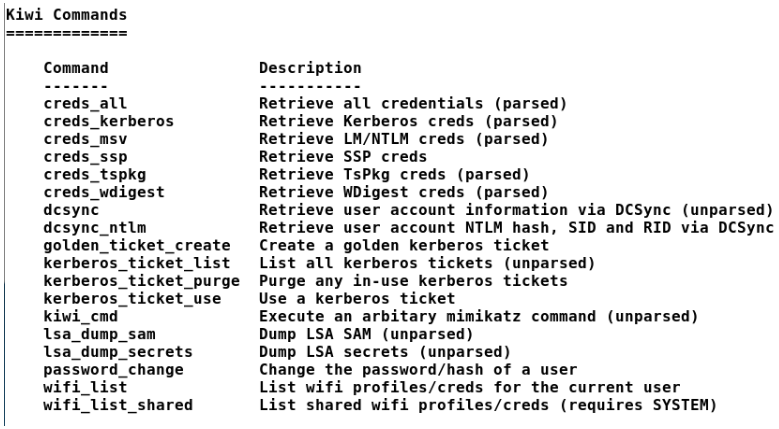 Kiwi Commands
=============
Command Description
------- -----------
creds_all Retrieve all credentials (parsed)
creds_kerberos Retrieve Kerberos creds (parsed)
creds_msv Retrieve LM/NTLM creds (parsed)
creds_ssp Retrieve SSP creds
creds_tspkg Retrieve TsPkg creds (parsed)
creds_wdigest Retrieve WDigest creds (parsed)
dcsync Retrieve user account information via DCSync (unparsed)
dcsync_ntlm Retrieve user account NTLM hash, SID and RID via DCSync
golden_ticket_create Create a golden kerberos ticket
kerberos_ticket_list List all kerberos tickets (unparsed)
kerberos_ticket_purge Purge any in-use kerberos tickets
kerberos_ticket_use Use a kerberos ticket
kiwi_cmd Execute an arbitary mimikatz command (unparsed)
lsa_dump_sam Dump LSA SAM (unparsed)
lsa_dump_secrets Dump LSA secrets (unparsed)
password_change Change the password/hash of a user
wifi_list List wifi profiles/creds for the current user
wifi_list_shared List shared wifi profiles/creds (requires SYSTEM)